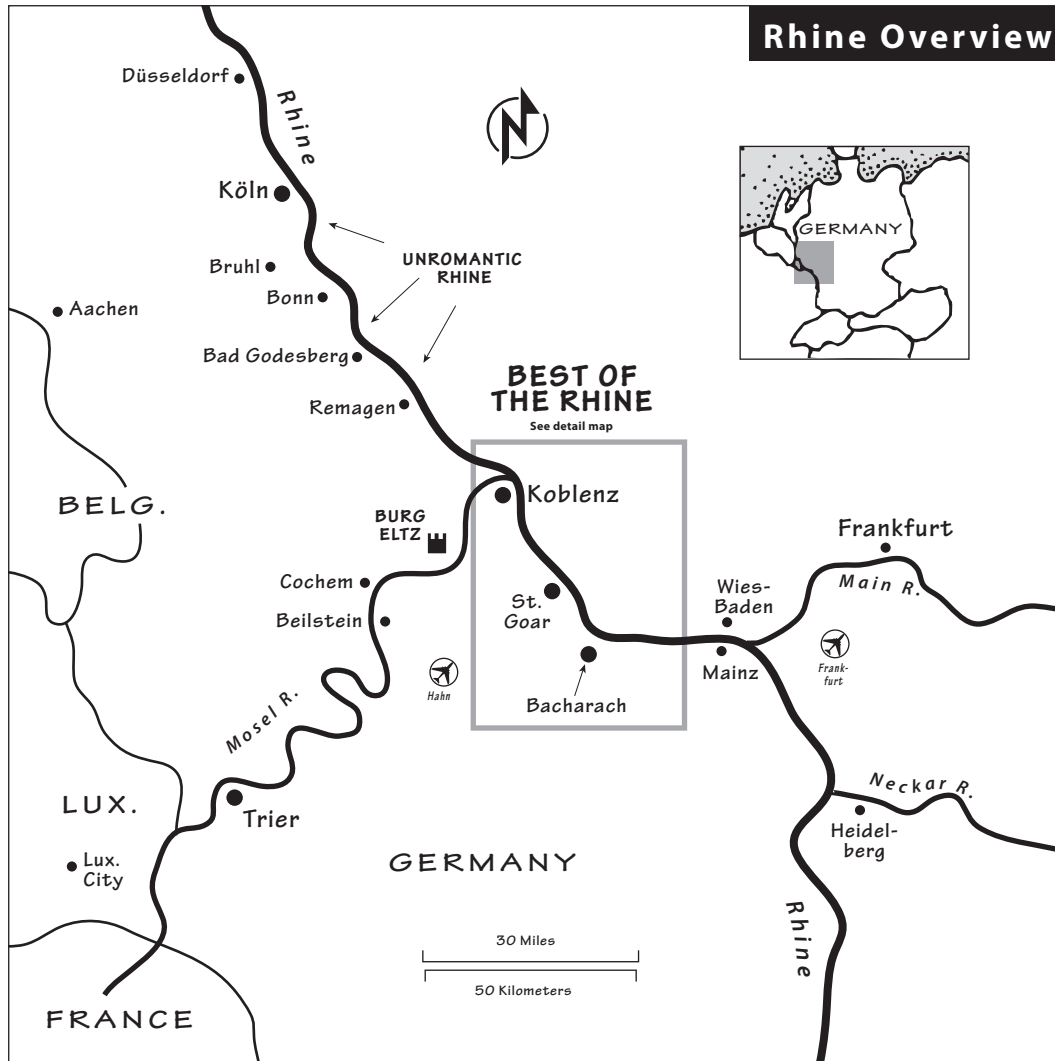 Rhine Overview
Düsseldorf
Rhine
N
Köln
GERMANY
UNROMANTIC
RHINE
Bruhl
Bonn
Aachen
Bad Godesberg
BEST OF
THE RHINE
See detail map
Remagen
Koblenz
BELG.
BURG
ELTZ
Frankfurt
Cochem
Main R.
St.
Goar
Wies-
Baden
Beilstein
Mainz
Frank-
furt
Hahn
Bacharach
Mosel R.
Neckar R.
LUX.
Trier
Heidel-
berg
Lux.
City
GERMANY
Rhine
30 Miles
50 Kilometers
FRANCE